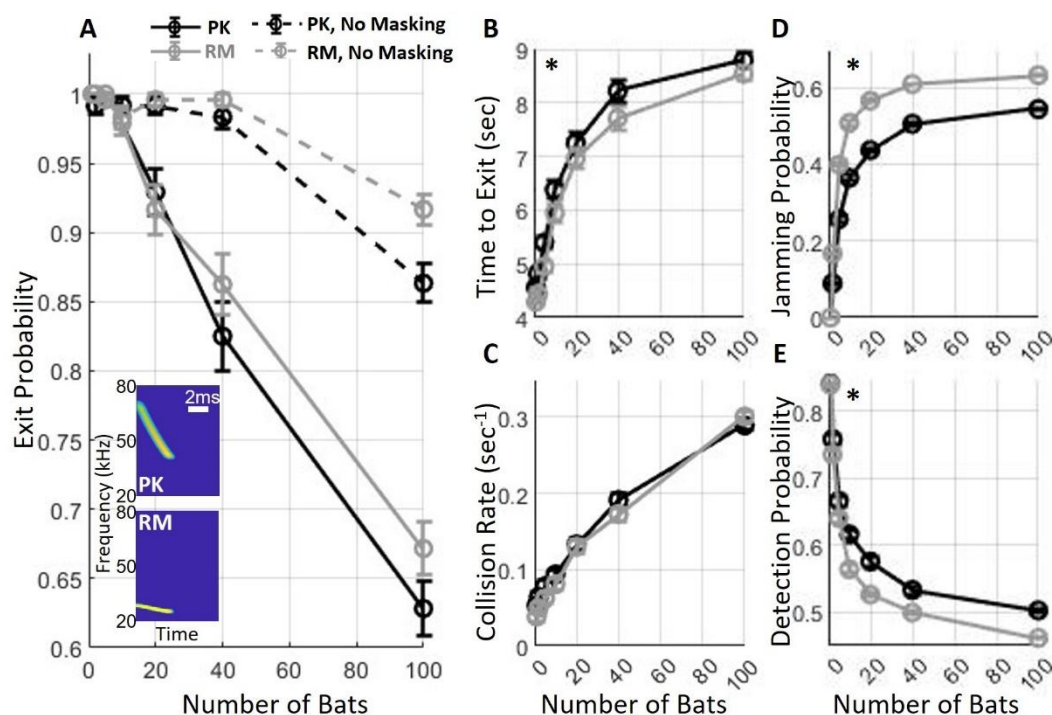 A
PK
PK, No Masking
RM
RM, No Masking
Exit Probability
1
0.95
0.9
0.85
0.8
0.75
0.7
0.65
0.6
0 20 40 60 80 100
Number of Bats
Frequency (kHz)
80
50
20
2ms
PK
80
50
20
RM
Time
B
*
Time to Exit (sec)
9
8
7
6
5
4
0 20 40 60 80 100
C
Collision Rate (sec-1)
0.3
0.2
0.1
0
0 20 40 60 80 100
Number of Bats
D
*
Jamming Probability
0.6
0.4
0.2
0
0 20 40 60 80 100
E
*
Detection Probability
0.8
0.7
0.6
0.5
0 20 40 60 80 100
Number of Bats